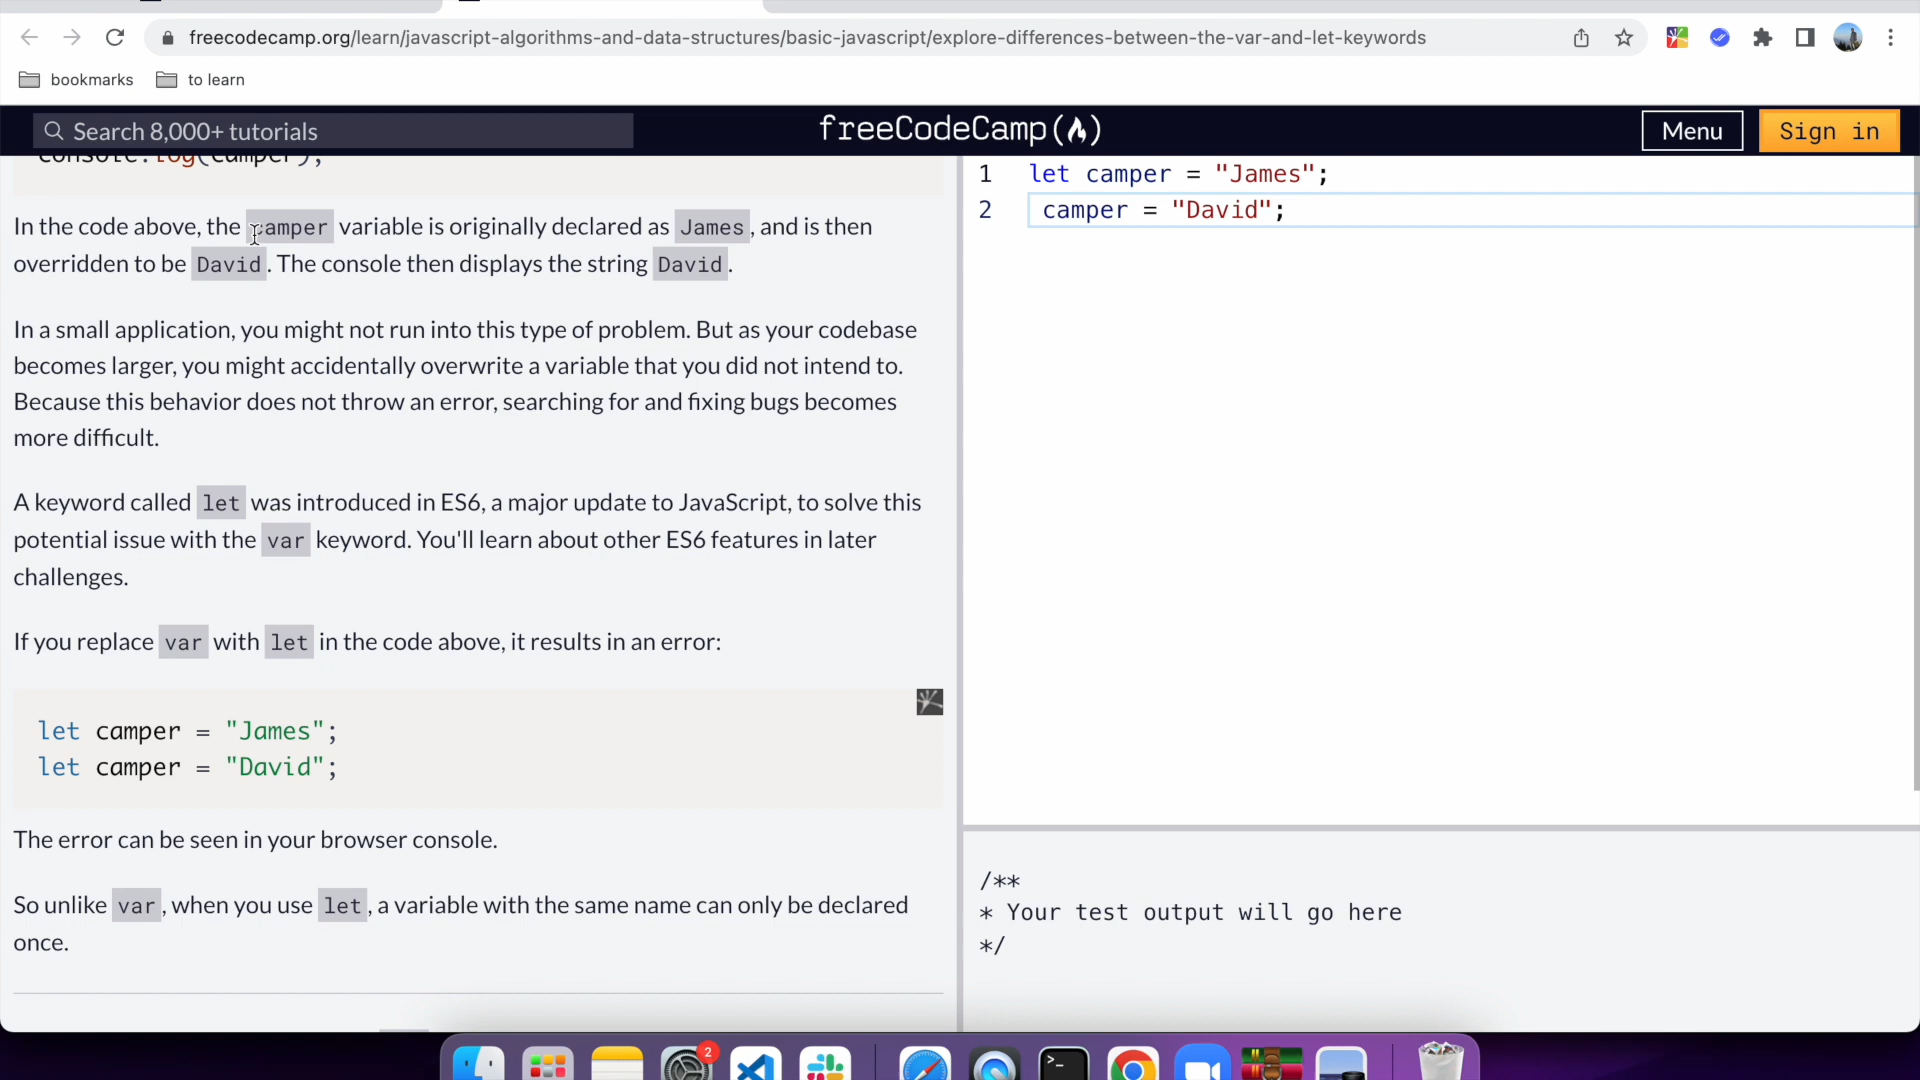 freecodecamp.org/learn/javascript-algorithms-and-data-structures/basic-javascript/explore-differences-between-the-var-and-let-keywords
bookmarks to learn
Search 8,000+ tutorials
freeCodeCamp
Menu
Sign in
console.log(camper);
In the code above, the camper variable is originally declared as James, and is then
overridden to be David. The console then displays the string David.
In a small application, you might not run into this type of problem. But as your codebase
becomes larger, you might accidentally overwrite a variable that you did not intend to.
Because this behavior does not throw an error, searching for and fixing bugs becomes
more difficult.
A keyword called let was introduced in ES6, a major update to JavaScript, to solve this
potential issue with the var keyword. You'll learn about other ES6 features in later
challenges.
If you replace var with let in the code above, it results in an error:
let camper = "James";
let camper = "David";
The error can be seen in your browser console.
So unlike var, when you use let, a variable with the same name can only be declared
once.
1 let camper = "James";
2 camper = "David";
/**
* Your test output will go here
*/
2